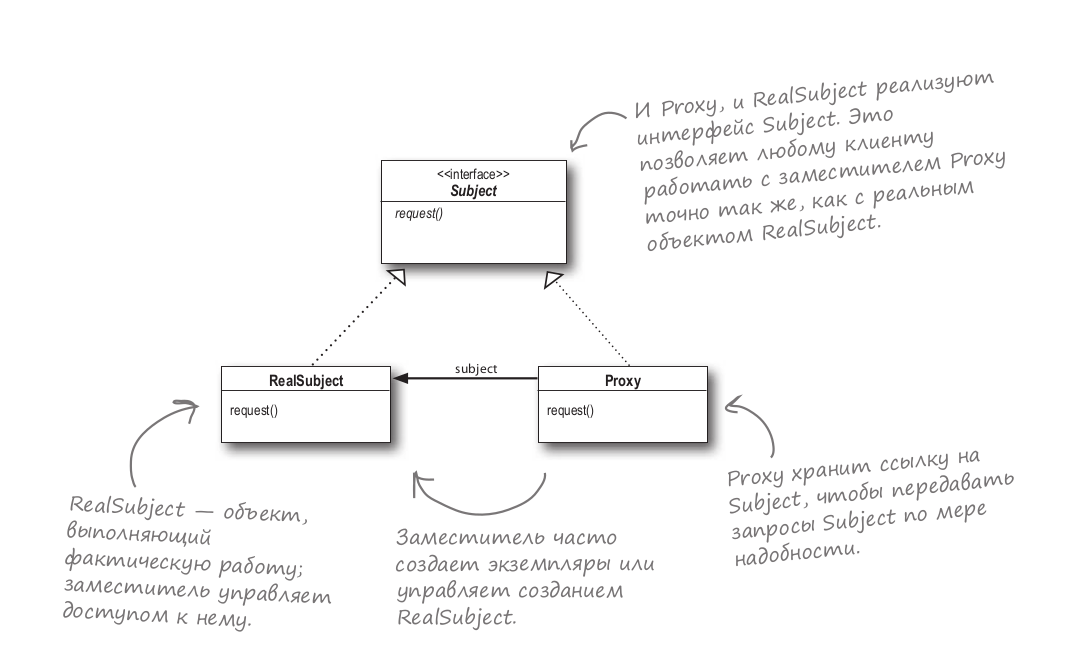 И Proxy, и RealSubject реализуют
интерфейс Subject. Это
позволяет любому клиенту
работать с заместителем Proxy
точно так же, как с реальным
объектом RealSubject.
<<interface>>
Subject
request()
subject
RealSubject
request()
Proxy
request()
RealSubject — объект,
выполняющий
фактическую работу;
заместитель управляет
доступом к нему.
Заместитель часто
создает экземпляры или
управляет созданием
RealSubject.
Proxy хранит ссылку на
Subject, чтобы передавать
запросы Subject по мере
надобности.